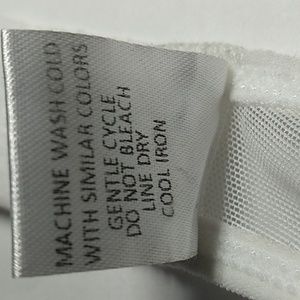 MACHINE WASH COLD
WITH SIMILAR COLORS
GENTLE CYCLE
DO NOT BLEACH
LINE DRY
COOL IRON